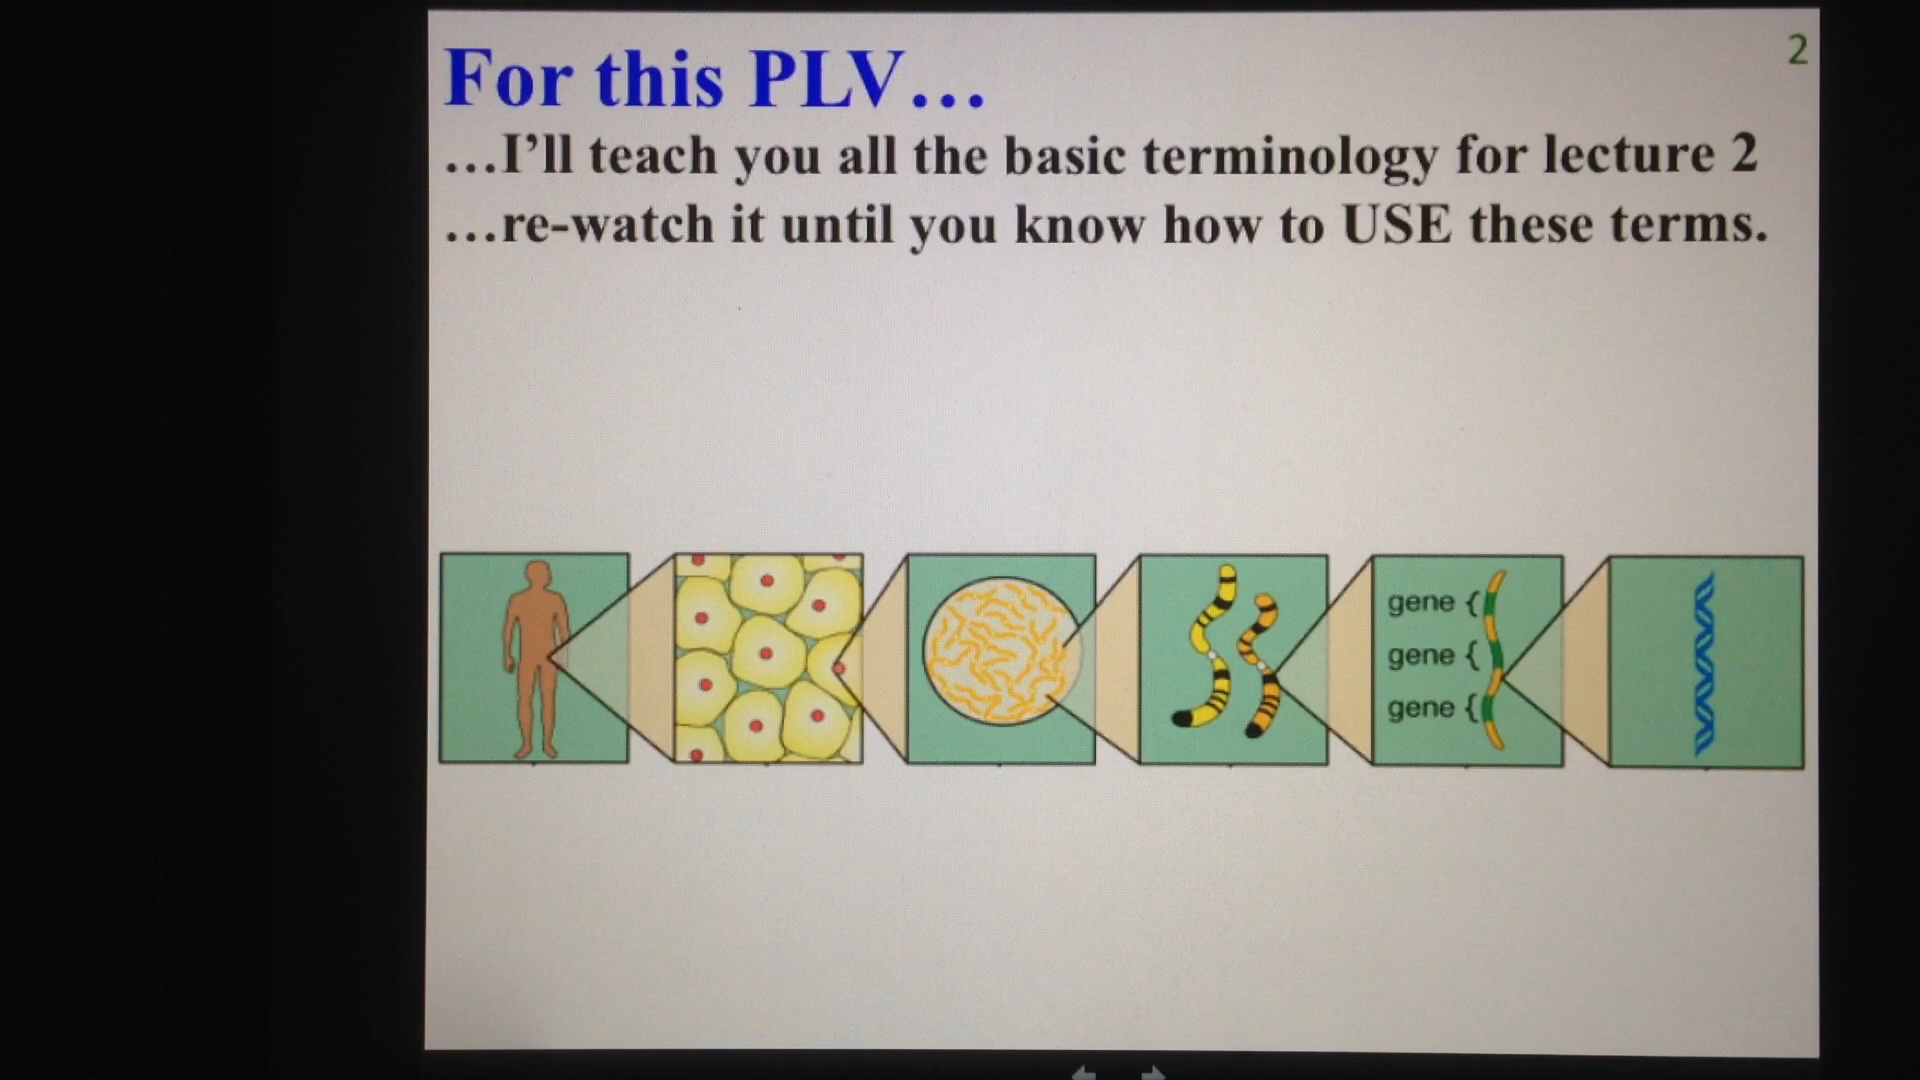 2
For this PLV...
...I’ll teach you all the basic terminology for lecture 2
...re-watch it until you know how to USE these terms.
gene {
gene {
gene {